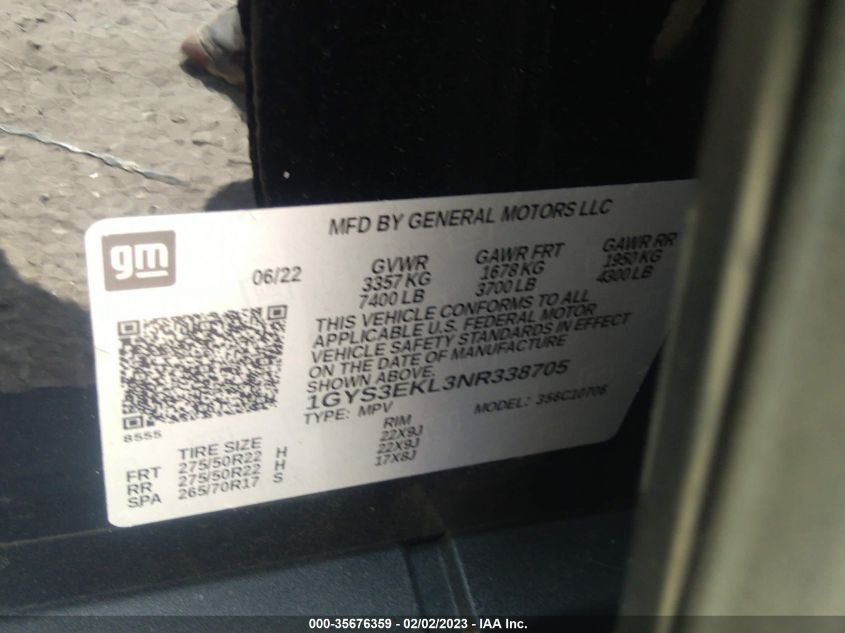 MFD BY GENERAL MOTORS LLC
gm
06/22
GVWR GAWR FRT GAWR RR
3357 KG 1678 KG 1950 KG
7400 LB 3700 LB 4300 LB
THIS VEHICLE CONFORMS TO ALL
APPLICABLE U.S. FEDERAL MOTOR
VEHICLE SAFETY STANDARDS IN EFFECT
ON THE DATE OF MANUFACTURE
SHOWN ABOVE.
1GYS3EKL3NR338705
TYPE: MPV MODEL: 3S6C10706
8555
TIRE SIZE RIM
FRT 275/50R22 H 22X9J
RR 275/50R22 H 22X9J
SPA 265/70R17 S 17X8J
000-35676359 - 02/02/2023 - IAA Inc.